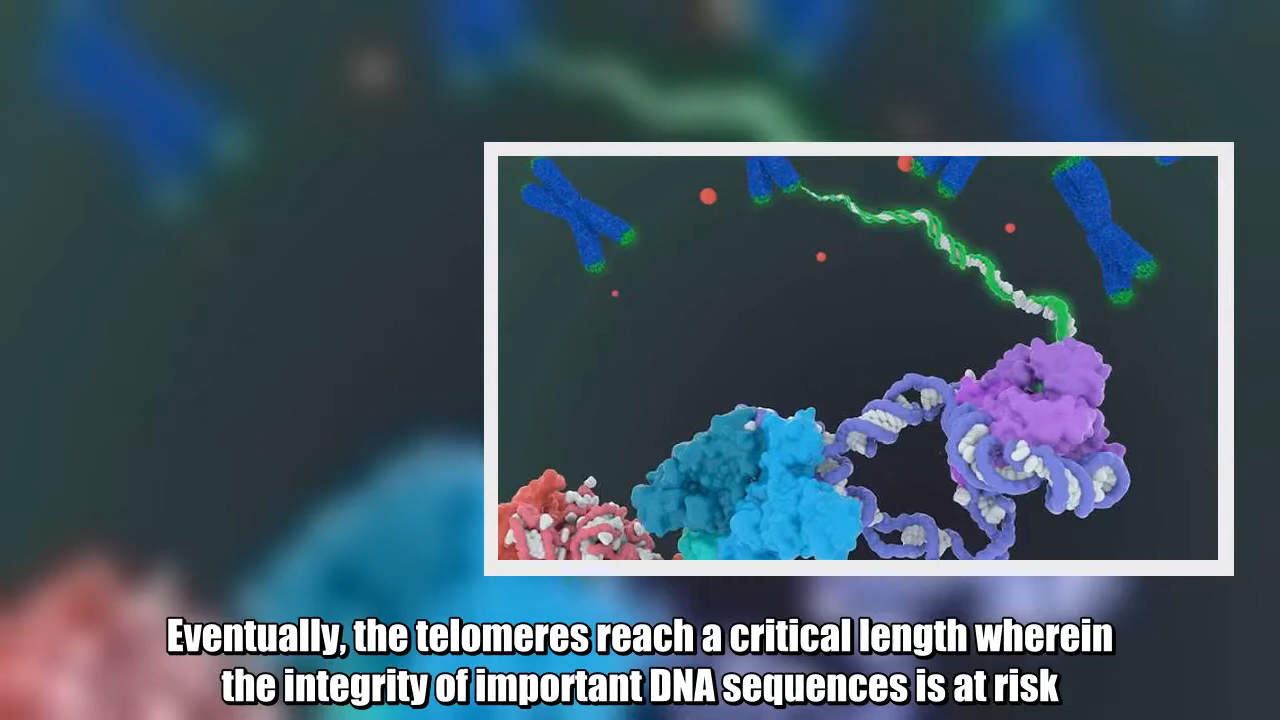 Eventually, the telomeres reach a critical length wherein
the integrity of important DNA sequences is at risk